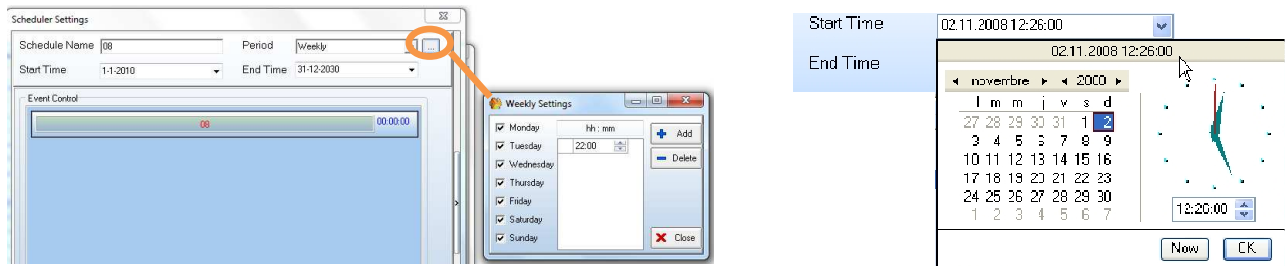 Scheduler Settings
Schedule Name 08 Period Weekly ...
Start Time 1-1-2010 End Time 31-12-2030
Event Control
08 00:00:00
Weekly Settings
Monday hh : mm Add
Tuesday 22:00
Wednesday Delete
Thursday
Friday
Saturday
Sunday Close
Start Time 02.11.2008 12:26:00
End Time
02.11.2008 12:26:00
novembre 2008
l m m j v s d
27 28 29 30 31 1 2
3 4 5 6 7 8 9
10 11 12 13 14 15 16
17 18 19 20 21 22 23
24 25 26 27 28 29 30
1 2 3 4 5 6 7
12:26:00
Now OK